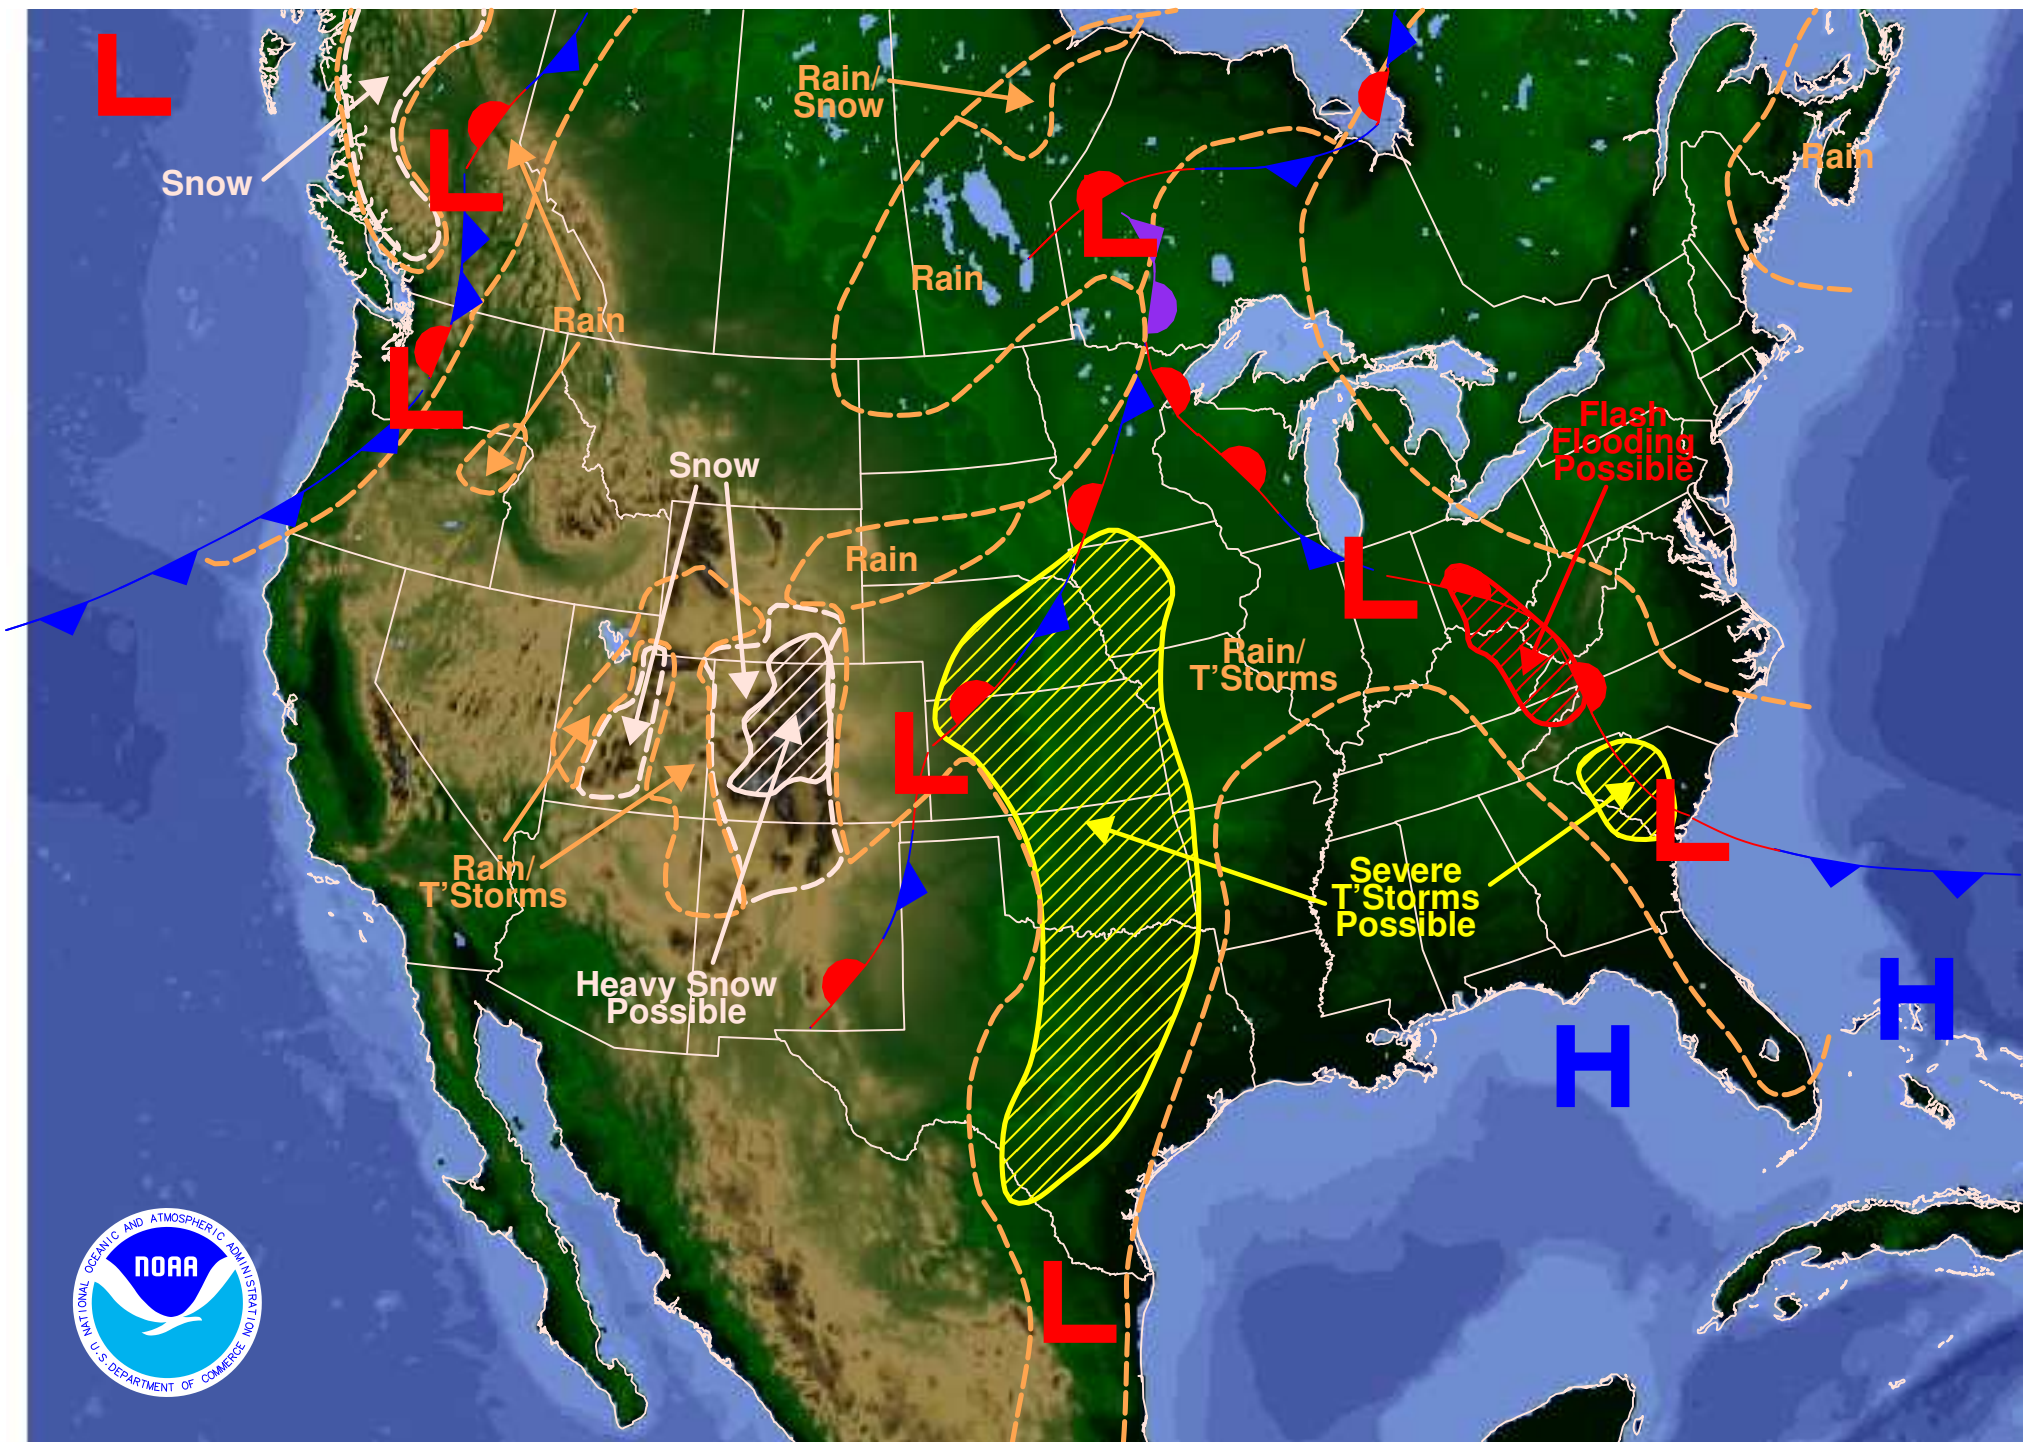 L
Rain/
Snow
Snow
L
Rain
L
Rain
Rain
L
Flash
Flooding
Possible
Snow
Rain
L
Rain/
T'Storms
L
L
Rain/
T'Storms
Severe
T'Storms
Possible
Heavy Snow
Possible
H
H
L
NATIONAL OCEANIC AND ATMOSPHERIC ADMINISTRATION
NOAA
U.S. DEPARTMENT OF COMMERCE